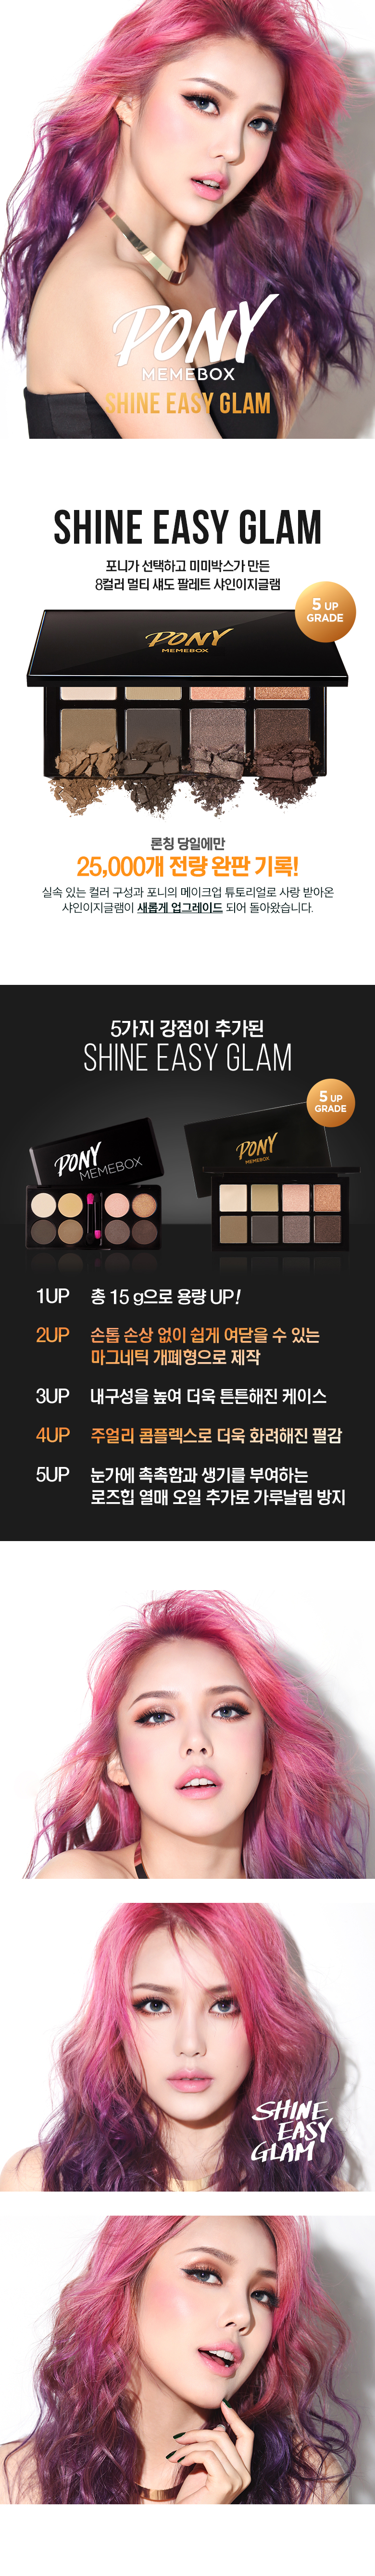 PONY
MEMEBOX
SHINE EASY GLAM
SHINE EASY GLAM
포니가 선택하고 미미박스가 만든
8컬러 멀티 섀도 팔레트 샤인이지글램
5 UP
GRADE
PONY
MEMEBOX
론칭 당일에만
25,000개 전량 완판 기록!
실속 있는 컬러 구성과 포니의 메이크업 튜토리얼로 사랑 받아온
샤인이지글램이 새롭게 업그레이드 되어 돌아왔습니다.
5가지 강점이 추가된
SHINE EASY GLAM
5 UP
GRADE
PONY
MEMEBOX
PONY
MEMEBOX
1UP 총 15 g으로 용량 UP!
2UP 손톱 손상 없이 쉽게 여닫을 수 있는
마그네틱 개폐형으로 제작
3UP 내구성을 높여 더욱 튼튼해진 케이스
4UP 주얼리 콤플렉스로 더욱 화려해진 펄감
5UP 눈가에 촉촉함과 생기를 부여하는
로즈힙 열매 오일 추가로 가루날림 방지
SHINE
EASY
GLAM